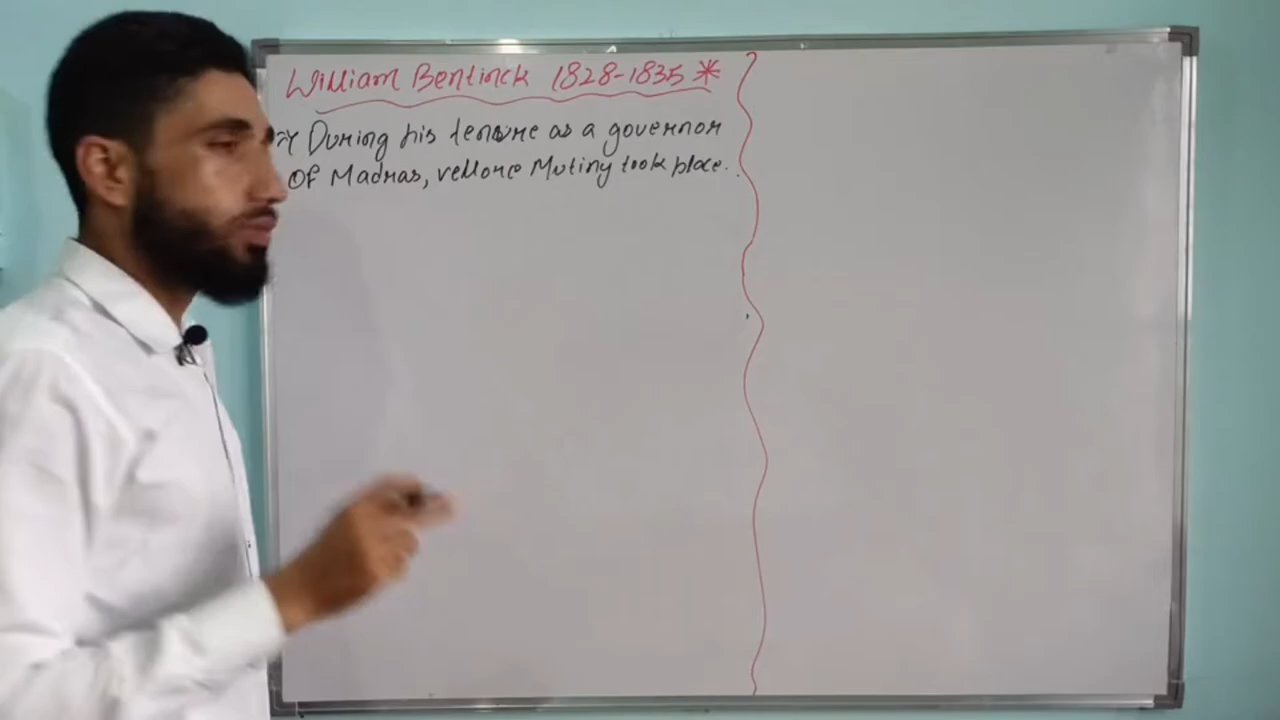 William Bentinck 1828-1835 *
During his tenure as a governor
Of Madras, vellore Mutiny took place.